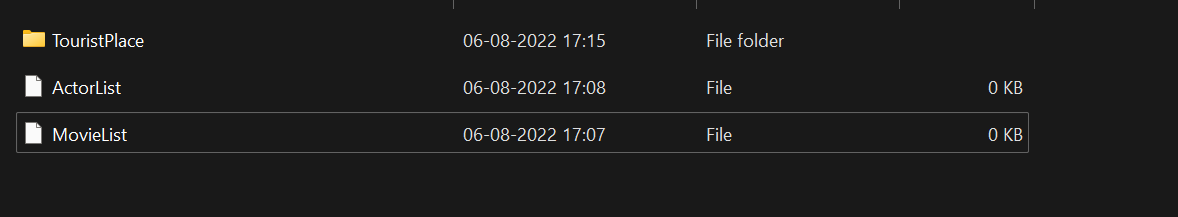 TouristPlace 06-08-2022 17:15 File folder
ActorList 06-08-2022 17:08 File 0 KB
MovieList 06-08-2022 17:07 File 0 KB